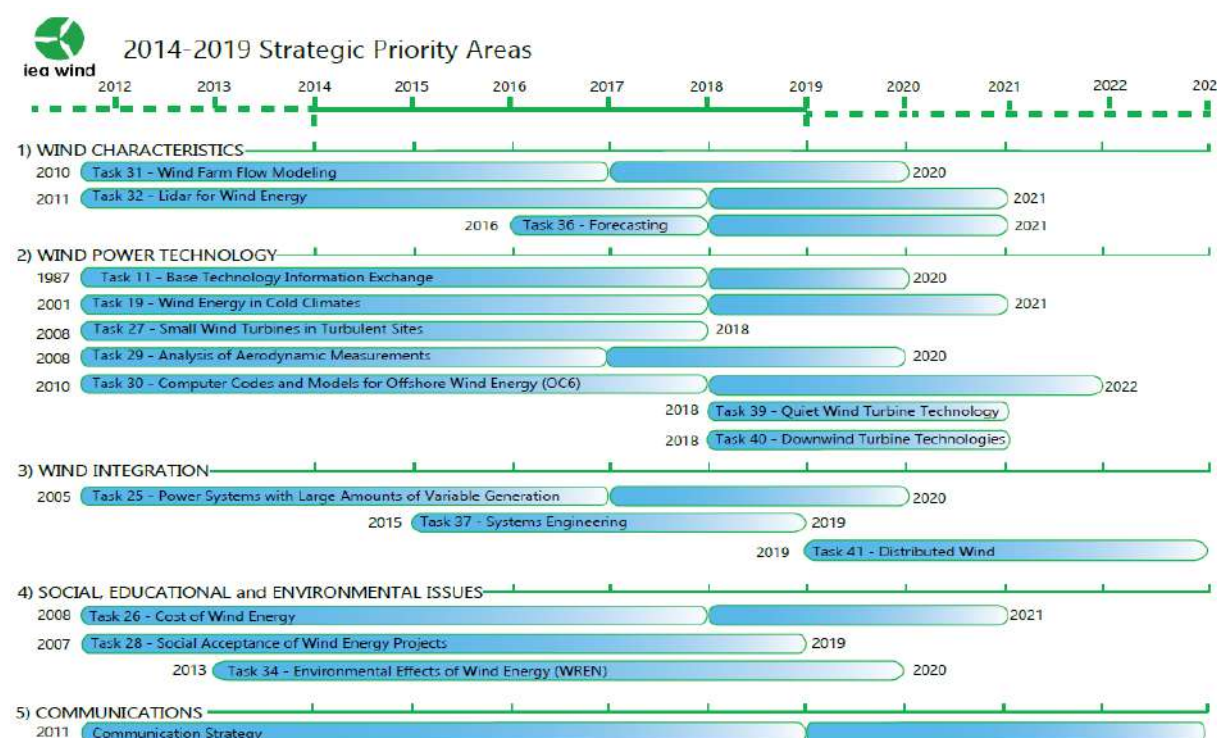 2014-2019 Strategic Priority Areas
iea wind
2012 2013 2014 2015 2016 2017 2018 2019 2020 2021 2022 202
1) WIND CHARACTERISTICS
2010 Task 31 - Wind Farm Flow Modeling 2020
2011 Task 32 - Lidar for Wind Energy 2021
2016 Task 36 - Forecasting 2021
2) WIND POWER TECHNOLOGY
1987 Task 11 - Base Technology Information Exchange 2020
2001 Task 19 - Wind Energy in Cold Climates 2021
2008 Task 27 - Small Wind Turbines in Turbulent Sites 2018
2008 Task 29 - Analysis of Aerodynamic Measurements 2020
2010 Task 30 - Computer Codes and Models for Offshore Wind Energy (OC6) 2022
2018 Task 39 - Quiet Wind Turbine Technology
2018 Task 40 - Downwind Turbine Technologies
3) WIND INTEGRATION
2005 Task 25 - Power Systems with Large Amounts of Variable Generation 2020
2015 Task 37 - Systems Engineering 2019
2019 Task 41 - Distributed Wind
4) SOCIAL, EDUCATIONAL and ENVIRONMENTAL ISSUES
2008 Task 26 - Cost of Wind Energy 2021
2007 Task 28 - Social Acceptance of Wind Energy Projects 2019
2013 Task 34 - Environmental Effects of Wind Energy (WREN) 2020
5) COMMUNICATIONS
2011 Communication Strategy